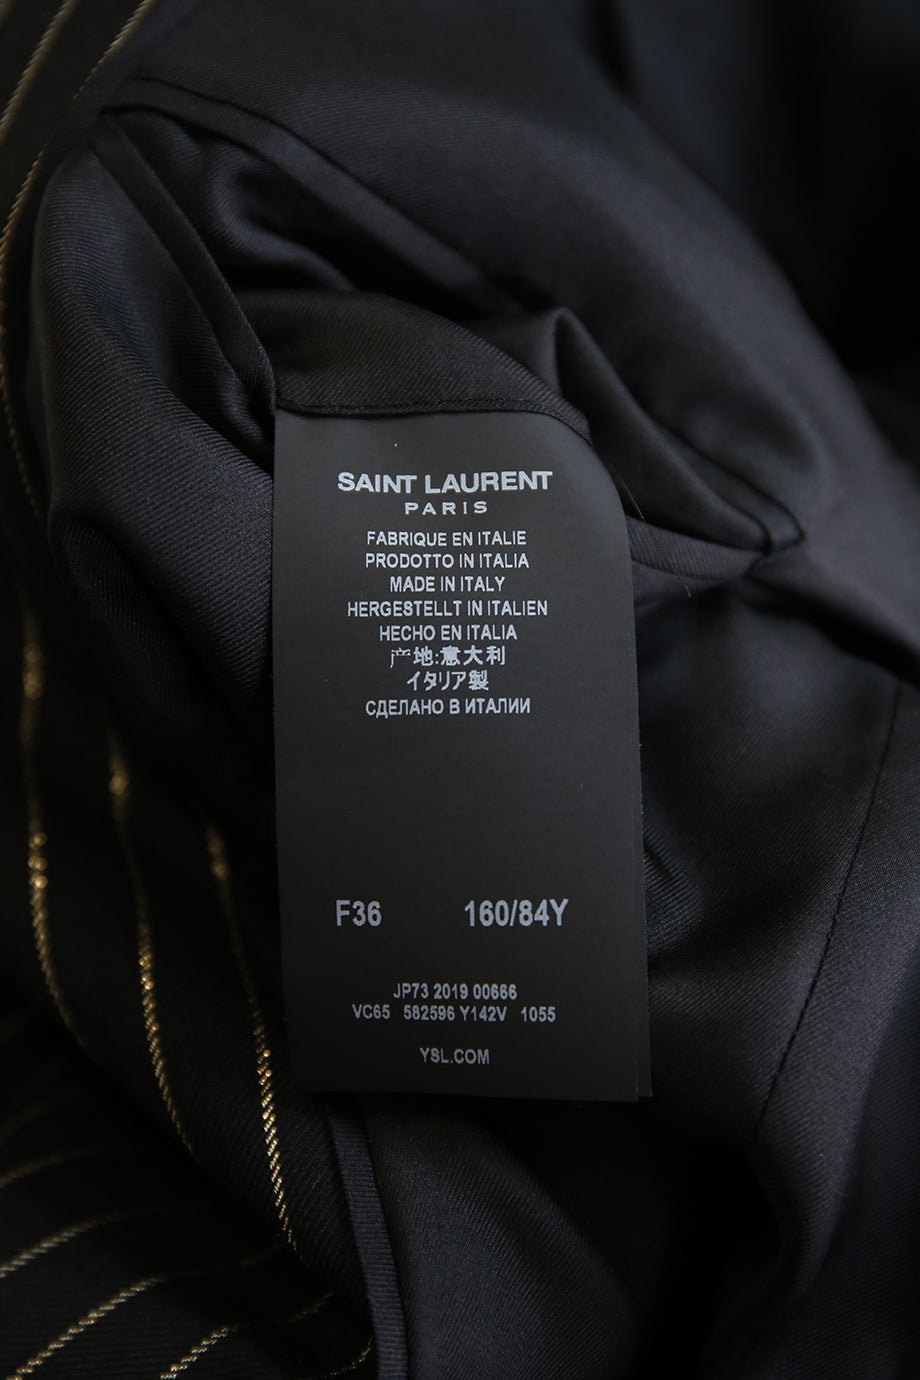 SAINT LAURENT
PARIS
FABRIQUE EN ITALIE
PRODOTTO IN ITALIA
MADE IN ITALY
HERGESTELLT IN ITALIEN
HECHO EN ITALIA
产地:意大利
イタリア製
СДЕЛАНО В ИТАЛИИ
F36 160/84Y
JP73 2019 00666
VC65 582596 Y142V 1055
YSL.COM